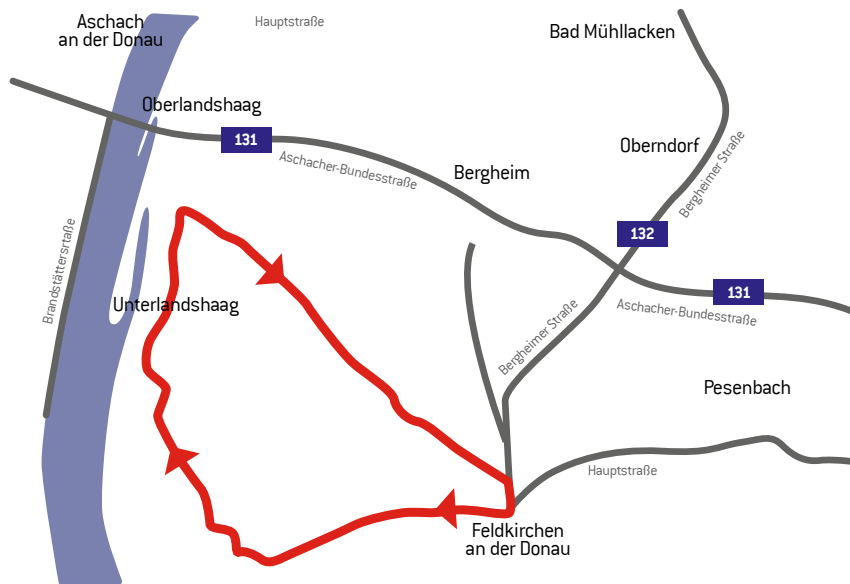 Aschach
an der Donau
Hauptstraße
Bad Mühllacken
Oberlandshaag
131
Aschacher-Bundesstraße
Bergheim
Oberndorf
Bergheimer Straße
132
Brandstättersrtaße
Unterlandshaag
131
Aschacher-Bundesstraße
Bergheimer Straße
Pesenbach
Hauptstraße
Feldkirchen
an der Donau